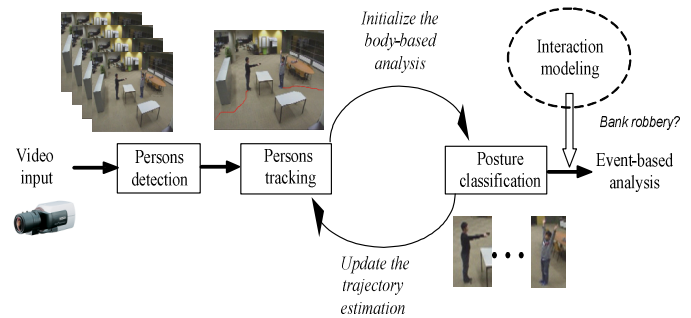 Initialize the
body-based
analysis
Interaction
modeling
Bank robbery?
Video
input
Persons
detection
Persons
tracking
Posture
classification
Event-based
analysis
Update the
trajectory
estimation